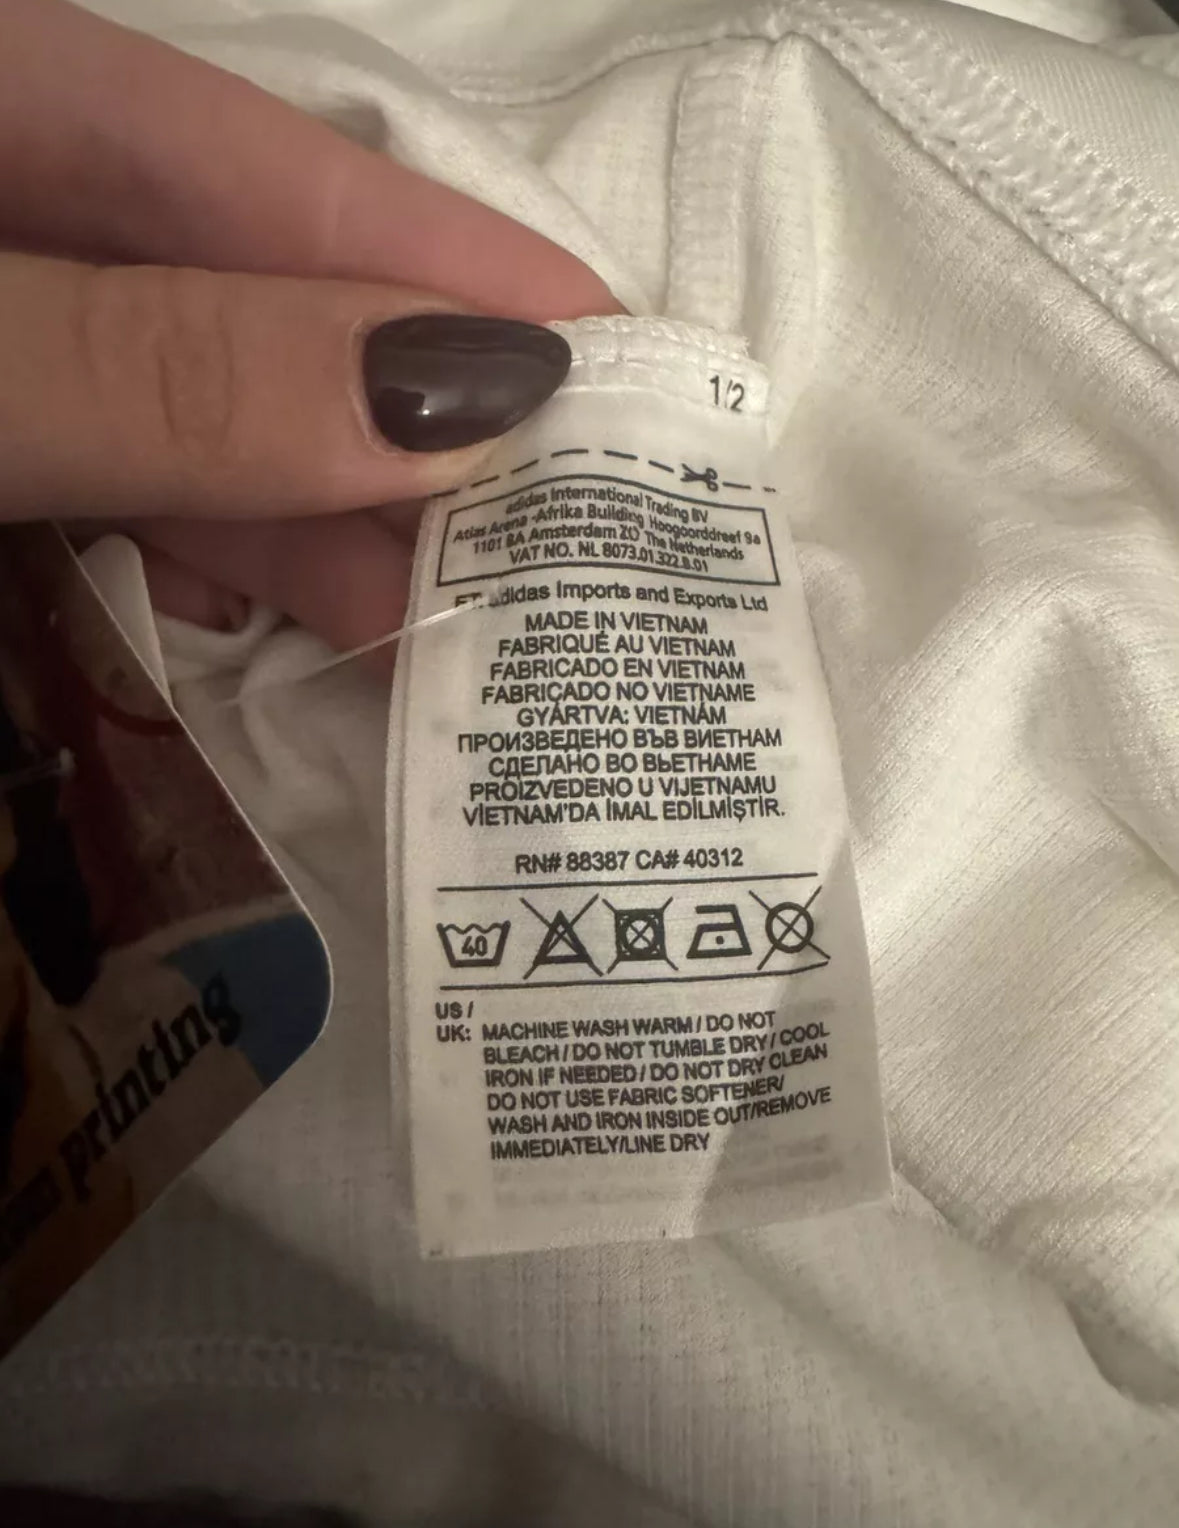 1/2
adidas International Trading BV
Atlas Arena -Afrika Building Hoogoorddreef 9a
1101 BA Amsterdam ZO The Netherlands
VAT NO. NL 8073.01.322.B.01
adidas Imports and Exports Ltd
MADE IN VIETNAM
FABRIQUÉ AU VIETNAM
FABRICADO EN VIETNAM
FABRICADO NO VIETNAME
GYÁRTVA: VIETNÁM
ПРОИЗВЕДЕНО ВЪВ ВИЕТНАМ
СДЕЛАНО ВО ВЬЕТНАМЕ
PROIZVEDENO U VIJETNAMU
VİETNAM'DA İMAL EDİLMİŞTİR.
RN# 88387 CA# 40312
40
US /
UK: MACHINE WASH WARM / DO NOT
BLEACH / DO NOT TUMBLE DRY / COOL
IRON IF NEEDED / DO NOT DRY CLEAN
DO NOT USE FABRIC SOFTENER/
WASH AND IRON INSIDE OUT/REMOVE
IMMEDIATELY/LINE DRY
printing